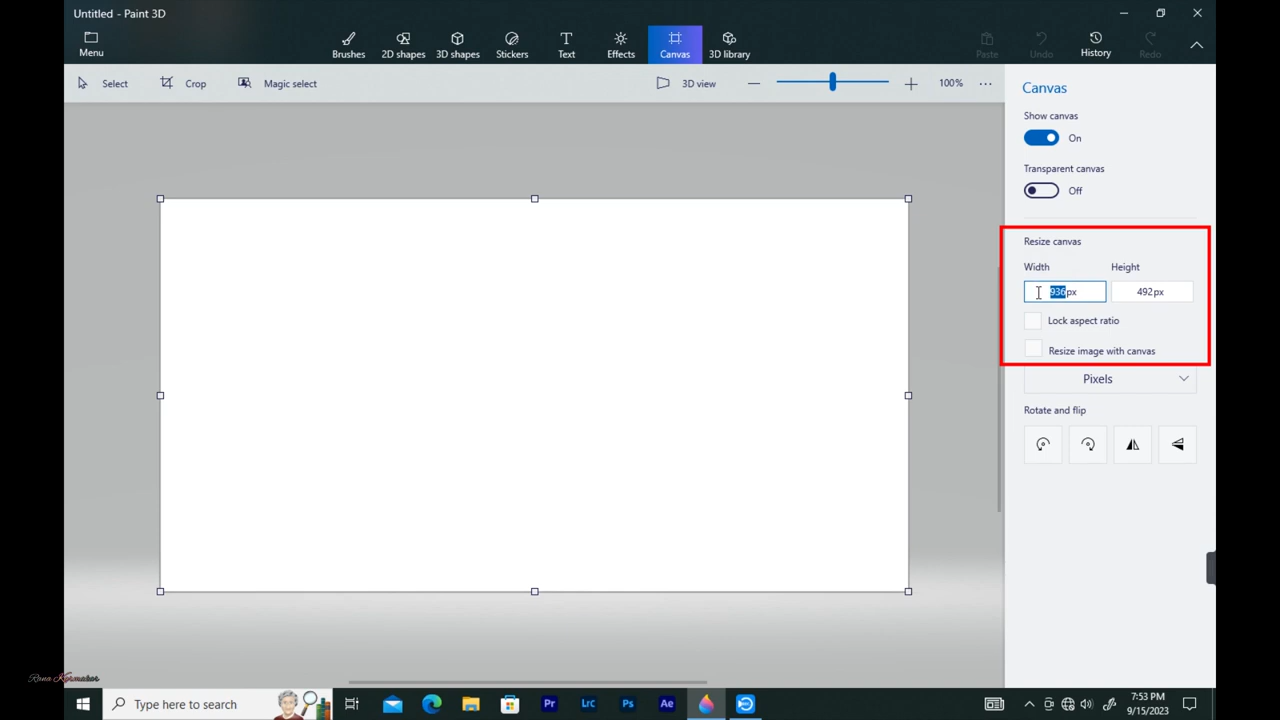 Untitled - Paint 3D
Menu
Brushes
2D shapes
3D shapes
Stickers
Text
Effects
Canvas
3D library
Paste
Undo
History
Redo
Select
Crop
Magic select
3D view
100%
Canvas
Show canvas
On
Transparent canvas
Off
Resize canvas
Width Height
936px 492px
Lock aspect ratio
Resize image with canvas
Pixels
Rotate and flip
Rana Karmakar
Type here to search
Pr
Lrc
Ps
Ae
7:53 PM
9/15/2023